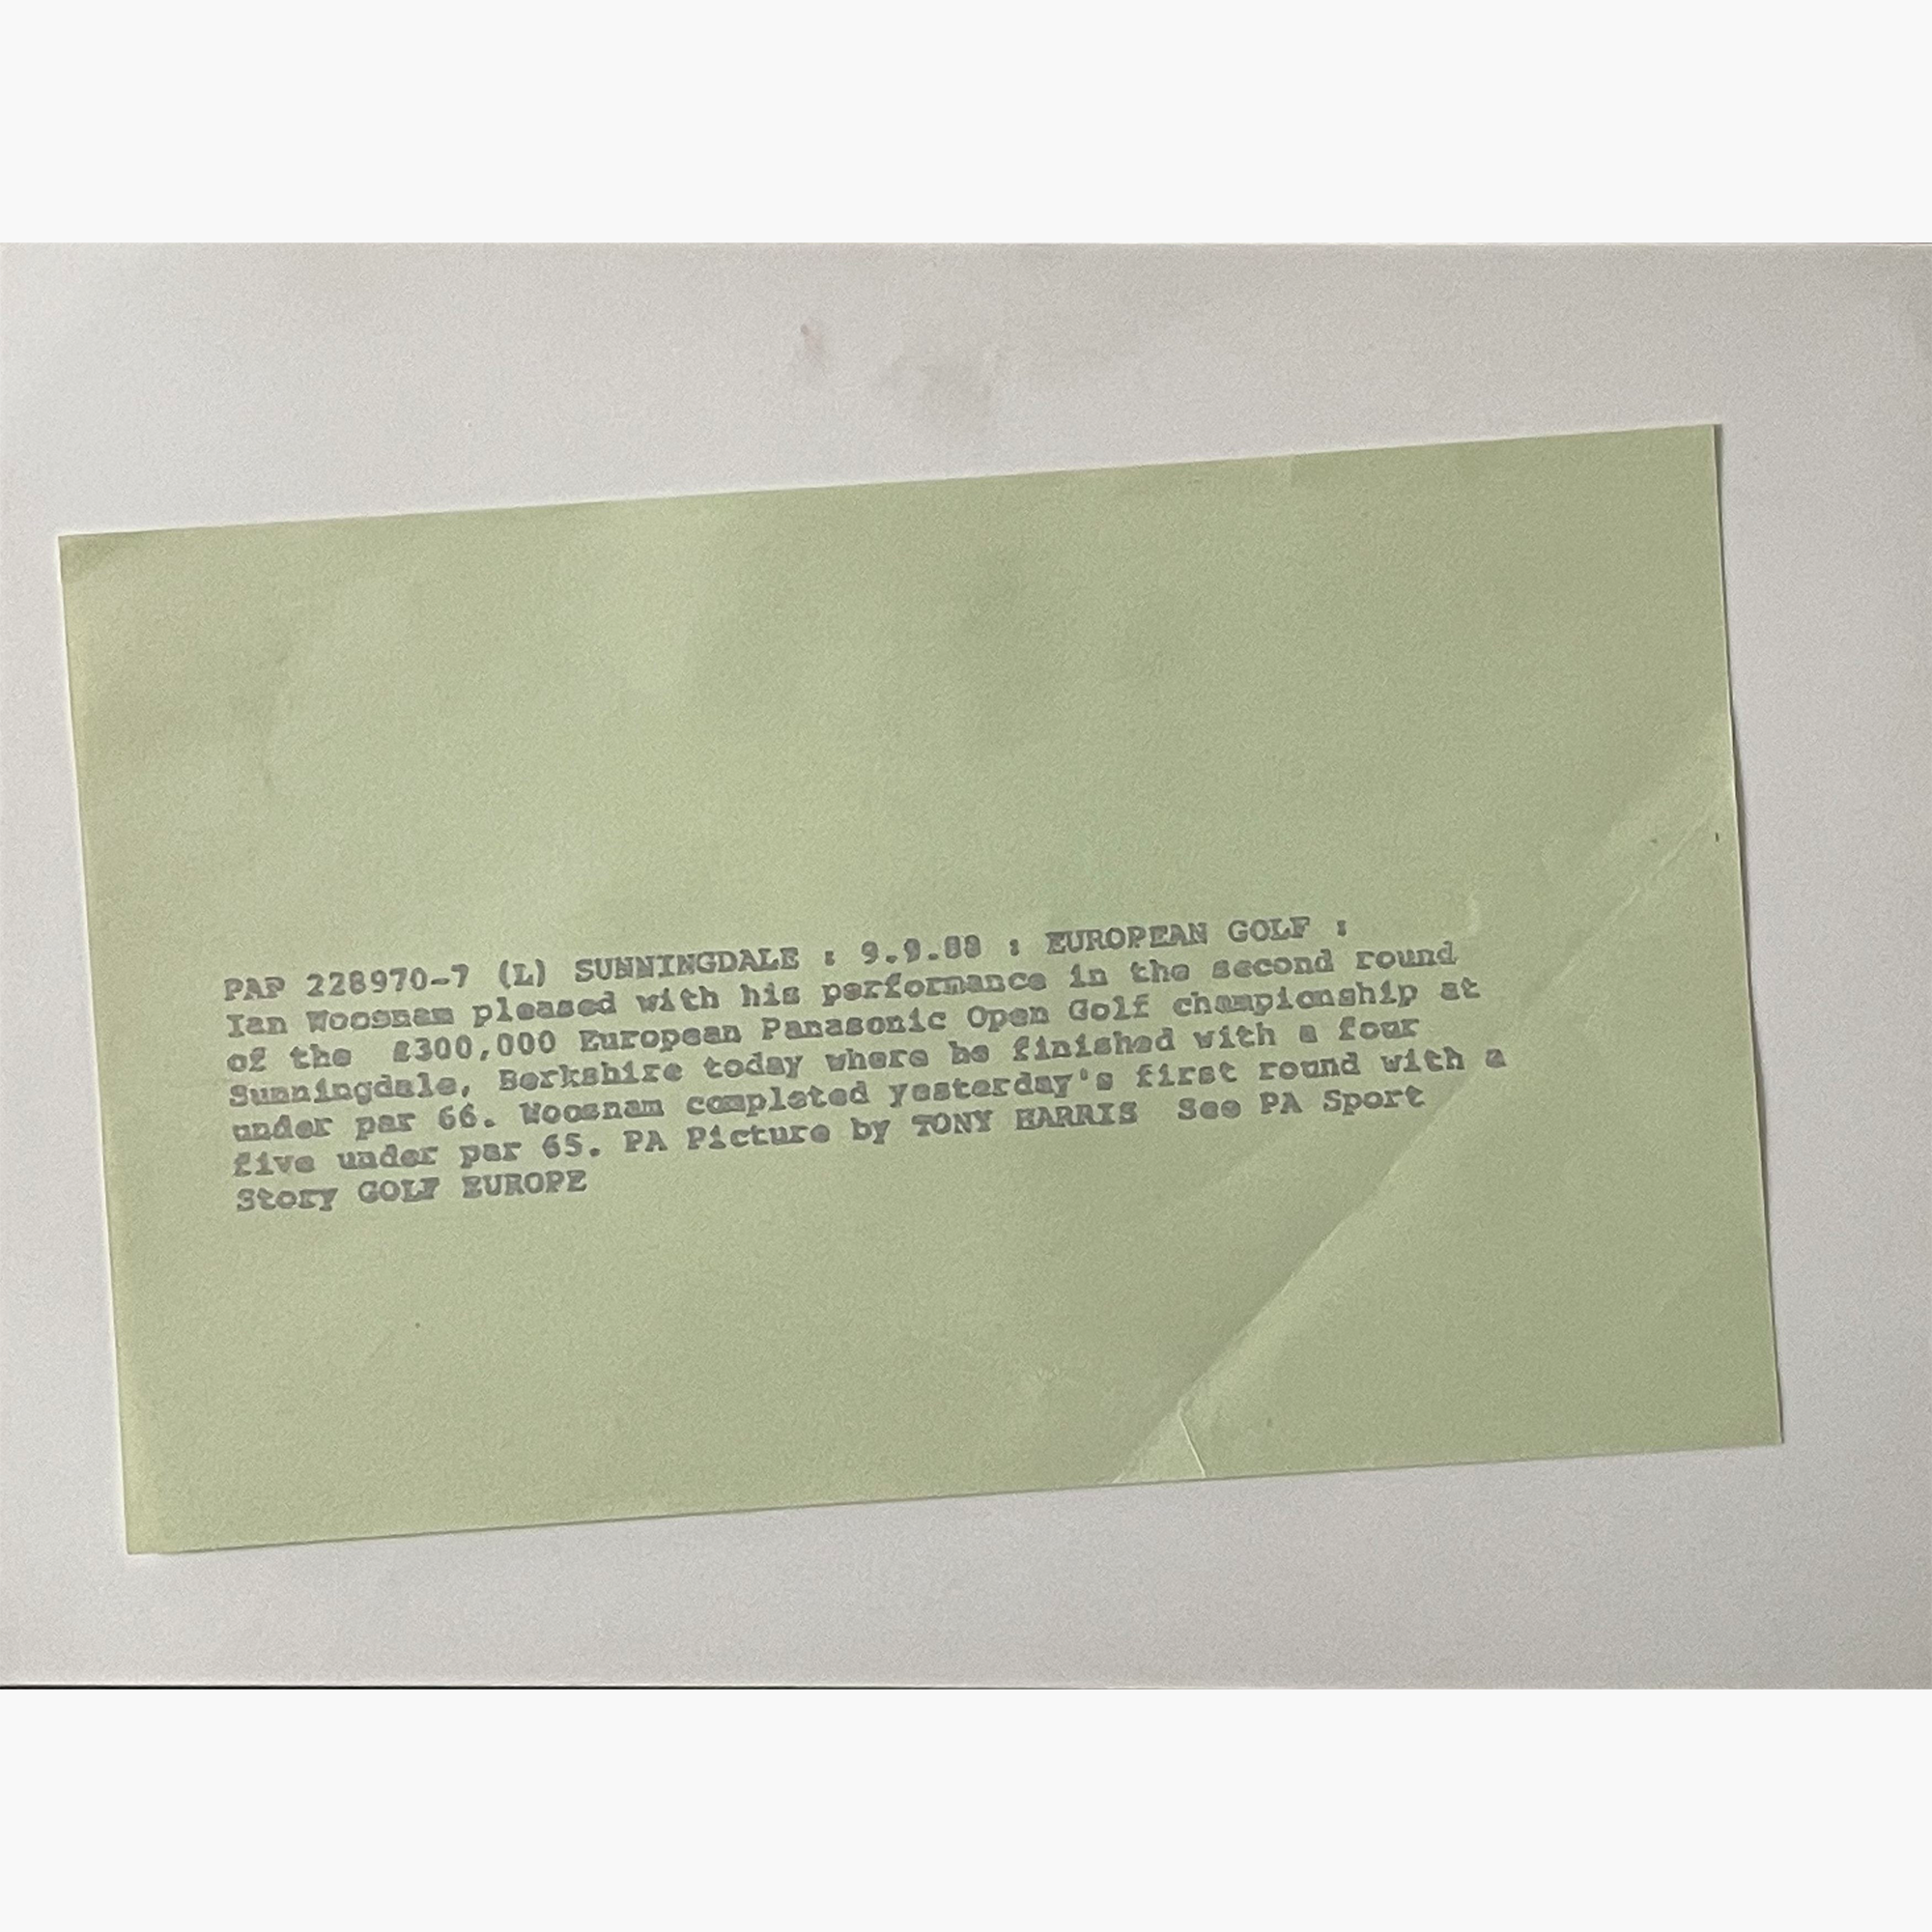 PAP 228970-7 (L) SUNNINGDALE : 9.9.88 : EUROPEAN GOLF :
Ian Woosnam pleased with his performance in the second round
of the £300,000 European Panasonic Open Golf championship at
Sunningdale, Berkshire today where he finished with a four
under par 66. Woosnam completed yesterday's first round with a
five under par 65. PA Picture by TONY HARRIS See PA Sport
Story GOLF EUROPE